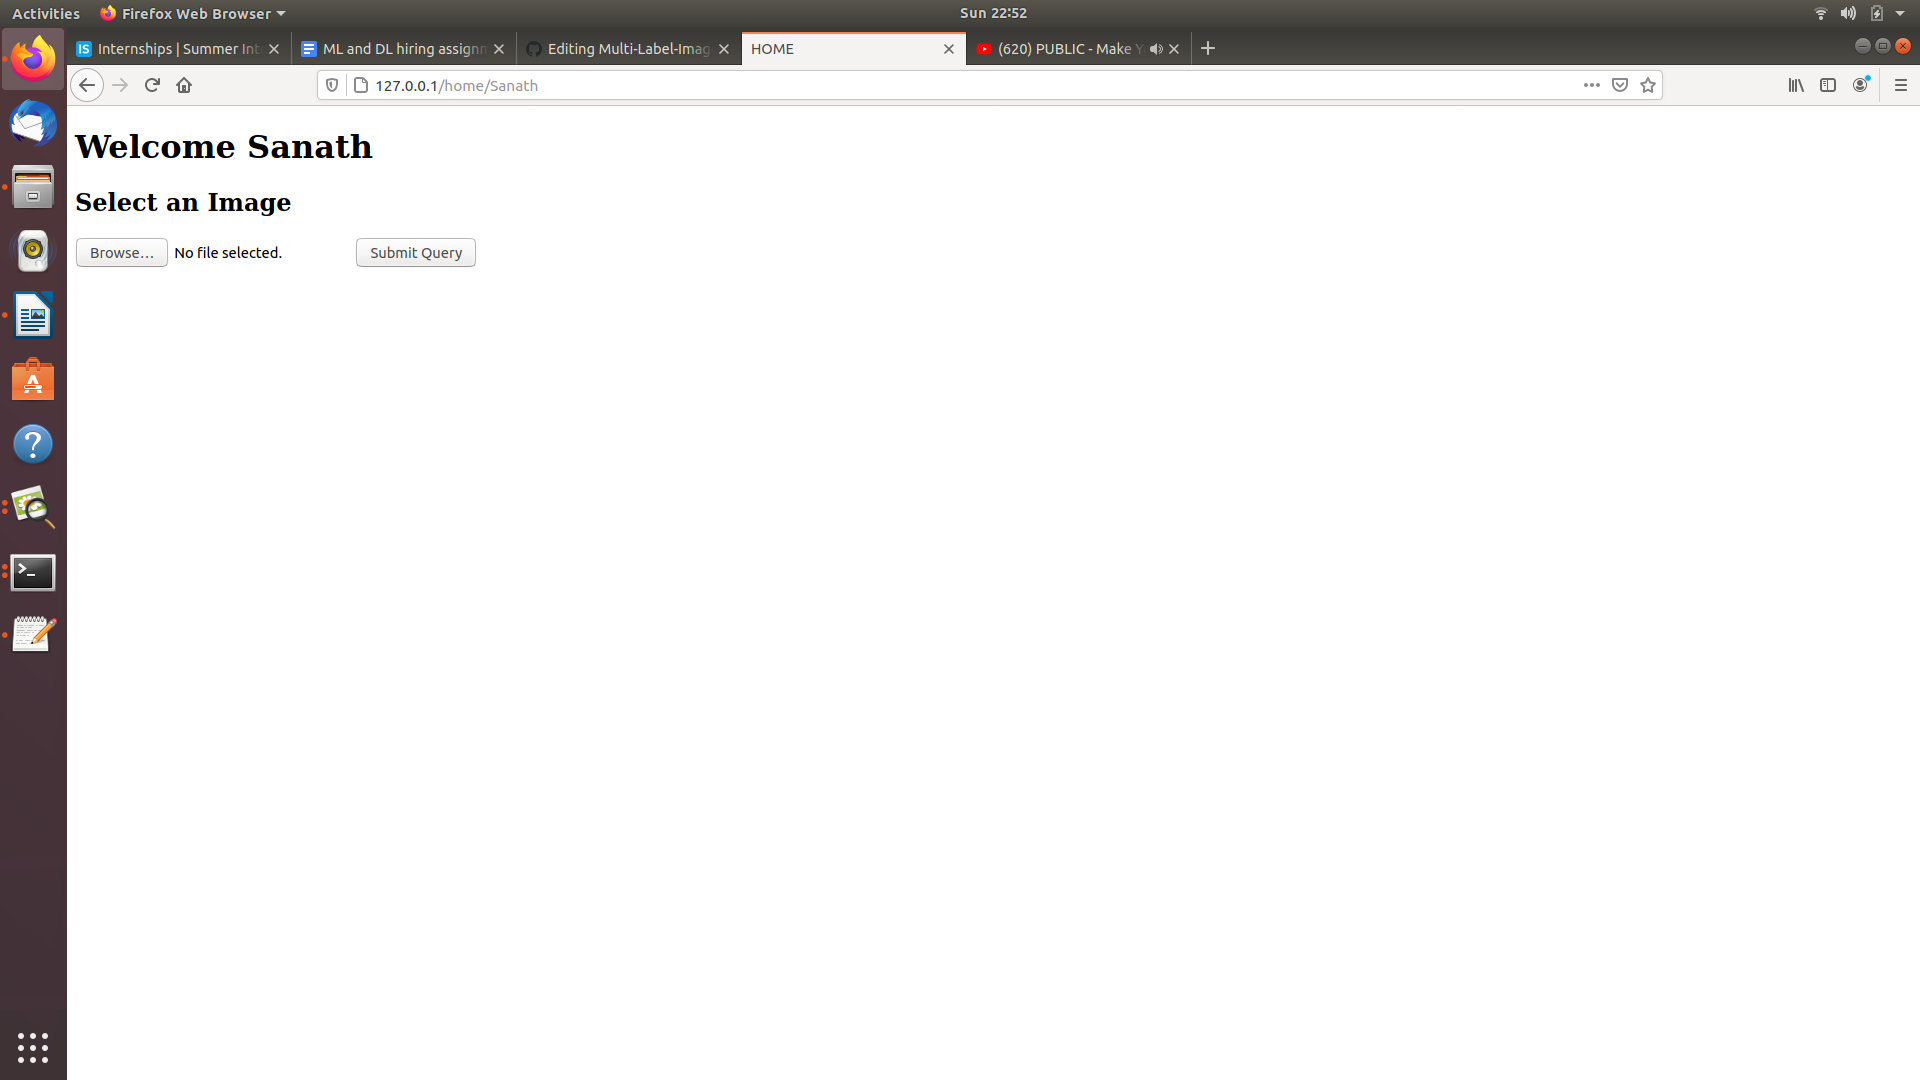 Activities Firefox Web Browser Sun 22:52
IS Internships | Summer Int ML and DL hiring assignm Editing Multi-Label-Imag HOME (620) PUBLIC - Make Y
127.0.0.1/home/Sanath
Welcome Sanath
Select an Image
Browse… No file selected. Submit Query